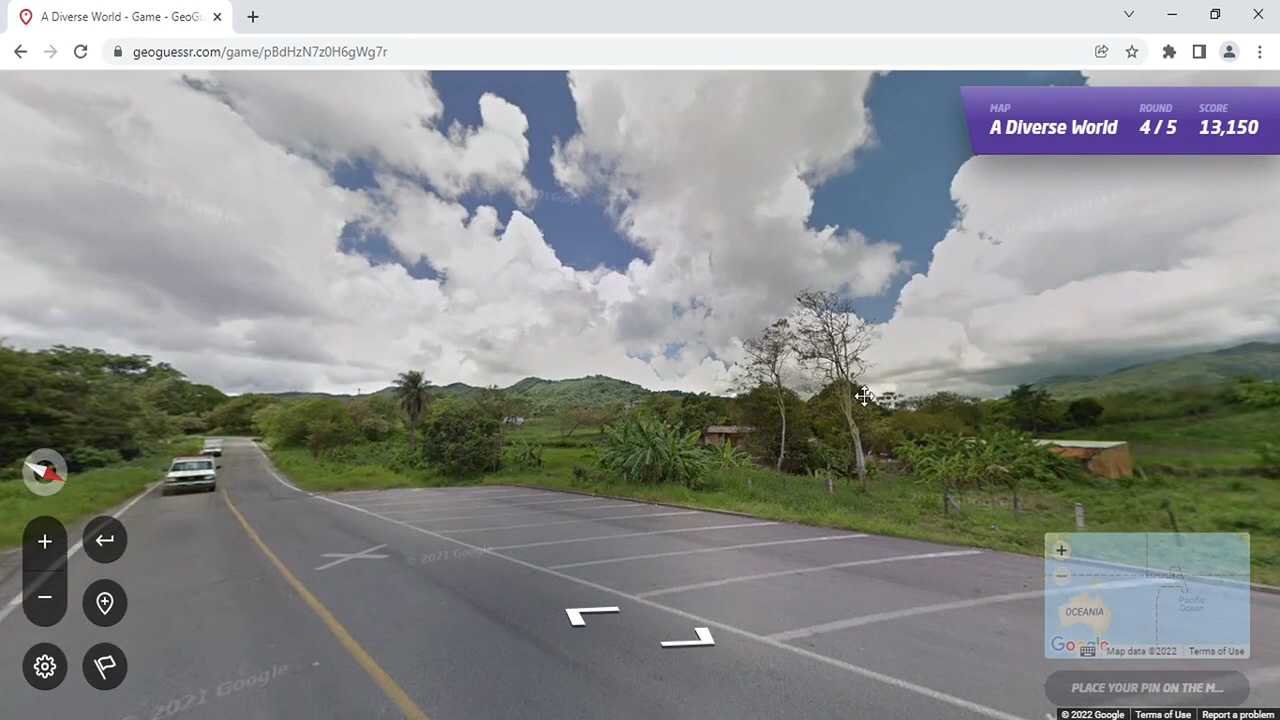 A Diverse World - Game - GeoG
geoguessr.com/game/pBdHzN7z0H6gWg7r
MAP
A Diverse World
ROUND
4 / 5
SCORE
13,150
© 2021 Google
© 2021 Google
OCEANIA
Pacific
Ocean
Google
Map data ©2022
Terms of Use
PLACE YOUR PIN ON THE M...
© 2022 Google
Terms of Use
Report a problem